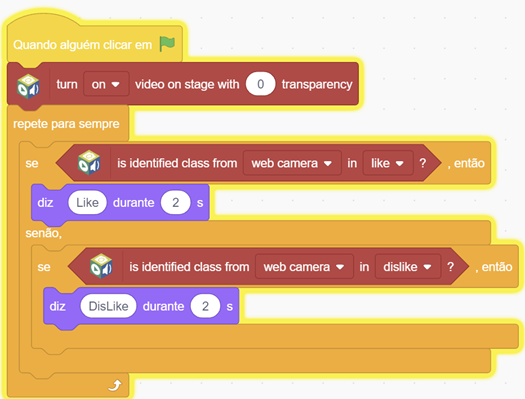 Quando alguém clicar em
turn on video on stage with 0 transparency
repete para sempre
se is identified class from web camera in like ? , então
diz Like durante 2 s
senão,
se is identified class from web camera in dislike ? , então
diz DisLike durante 2 s